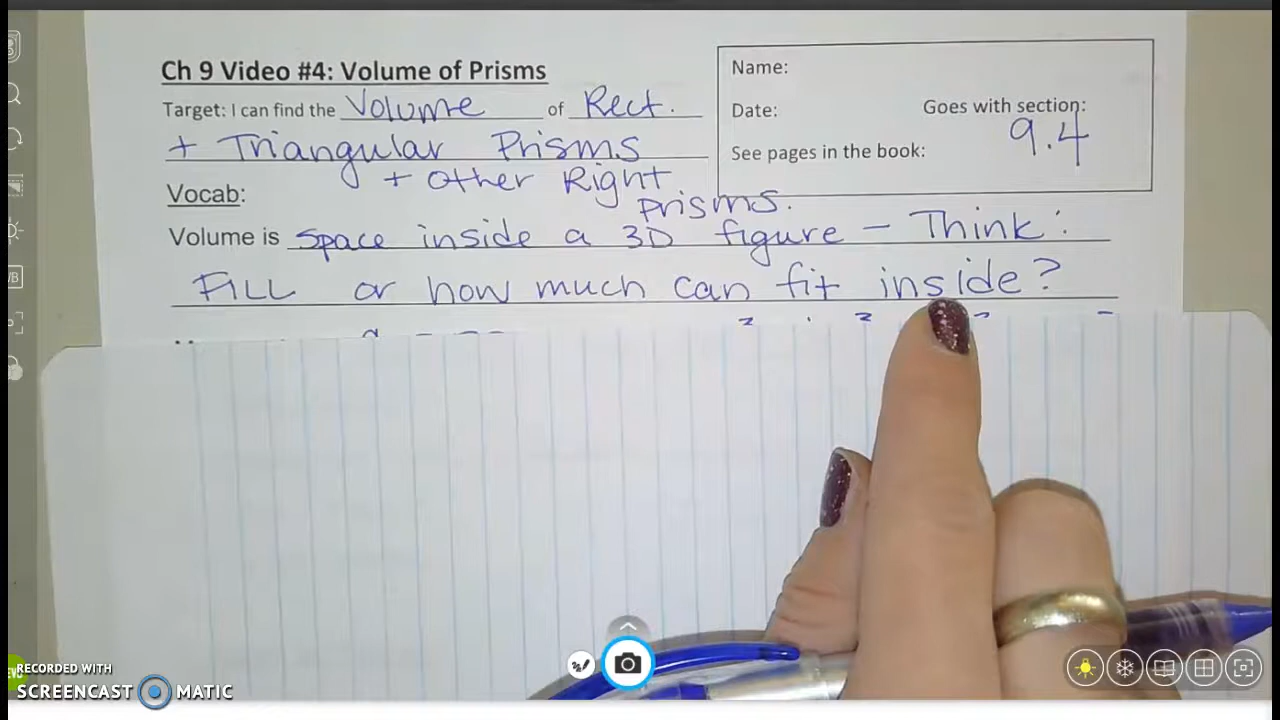 Ch 9 Video #4: Volume of Prisms
Target: I can find the Volume of Rect.
+ Triangular Prisms
+ other Right
Prisms.
Name:
Date:
Goes with section:
9.4
See pages in the book:
Vocab:
Volume is space inside a 3D figure - Think:
FILL or how much can fit inside?
RECORDED WITH
SCREENCAST MATIC